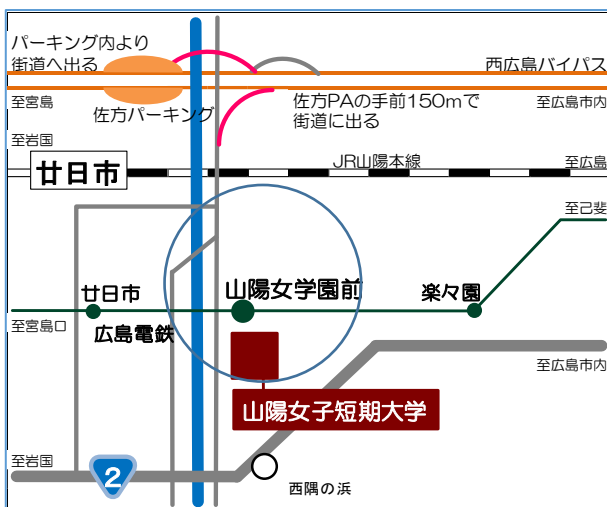 パーキング内より
街道へ出る
西広島バイパス
至宮島
佐方パーキング
佐方PAの手前150mで
街道に出る
至広島市内
至岩国
JR山陽本線
廿日市
至広島
至己斐
廿日市
山陽女学園前
楽々園
至宮島口
広島電鉄
至広島市内
山陽女子短期大学
至岩国
2
西隅の浜